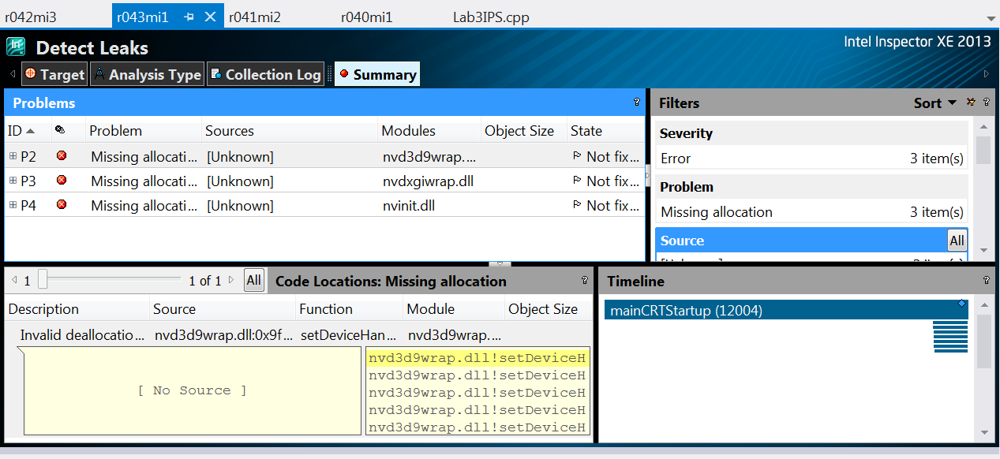 r042mi3 r043mi1 r041mi2 r040mi1 Lab3IPS.cpp
Detect Leaks
Intel Inspector XE 2013
Target Analysis Type Collection Log Summary
Problems ?
ID Problem Sources Modules Object Size State
P2 Missing allocati... [Unknown] nvd3d9wrap.... Not fix...
P3 Missing allocati... [Unknown] nvdxgiwrap.dll Not fix...
P4 Missing allocati... [Unknown] nvinit.dll Not fix...
Filters Sort ?
Severity
Error 3 item(s)
Problem
Missing allocation 3 item(s)
Source All
1 1 of 1 All Code Locations: Missing allocation ?
Description Source Function Module Object Size
Invalid deallocatio... nvd3d9wrap.dll:0x9f... setDeviceHan... nvd3d9wrap....
[ No Source ]
nvd3d9wrap.dll!setDeviceH
nvd3d9wrap.dll!setDeviceH
nvd3d9wrap.dll!setDeviceH
nvd3d9wrap.dll!setDeviceH
nvd3d9wrap.dll!setDeviceH
Timeline ?
mainCRTStartup (12004)